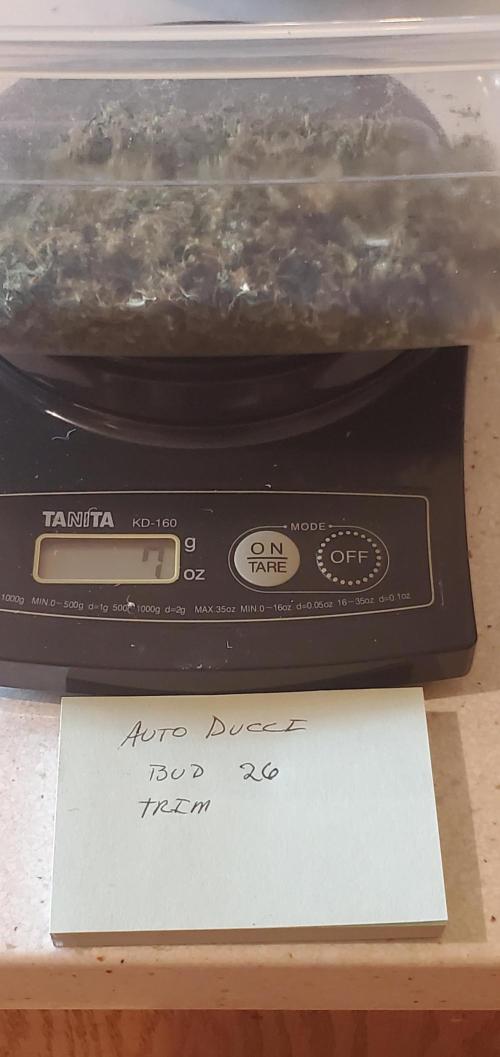 TANITA KD-160
MODE
7 g
oz
ON
TARE
OFF
1000g MIN.0-500g d=1g 500-1000g d=2g MAX.35oz MIN.0-16oz d=0.05oz 16-35oz d=0.1oz
AUTO DUCCI
BUD 26
TRIM